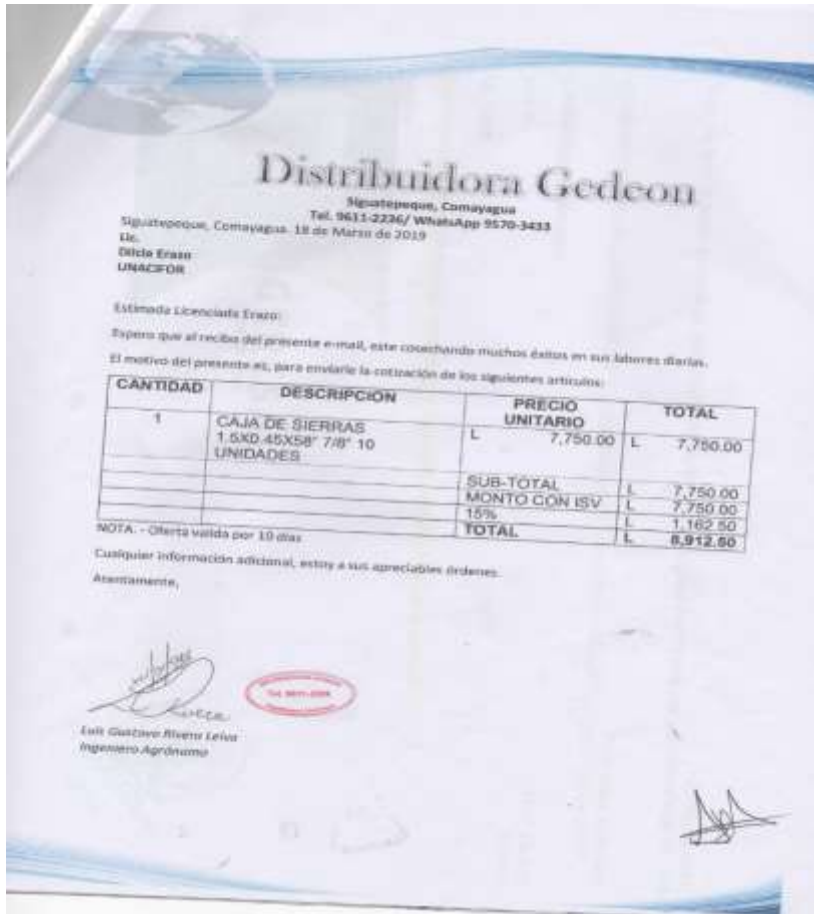 Distribuidora Gedeon
Siguatepeque, Comayagua
Tel. 9611-2236/ WhatsApp 9570-3433
Siguatepeque, Comayagua. 18 de Marzo de 2019
Lic.
Dilcia Erazo
UNACIFOR
Estimada Licenciada Erazo:
Espero que al recibo del presente e-mail, este cosechando muchos éxitos en sus labores diarias.
El motivo del presente es, para enviarle la cotización de los siguientes artículos:
CANTIDAD DESCRIPCIÓN PRECIO UNITARIO TOTAL
1 CAJA DE SIERRAS L 7,750.00 L 7,750.00
1.5X0.45X58" 7/8" 10
UNIDADES
SUB-TOTAL L 7,750.00
MONTO CON ISV L 7,750.00
15% L 1,162.50
TOTAL L 8,912.50
NOTA. - Oferta valida por 10 días
Cualquier información adicional, estoy a sus apreciables órdenes.
Atentamente,
Luis Gustavo Rivera Leiva
Ingeniero Agrónomo